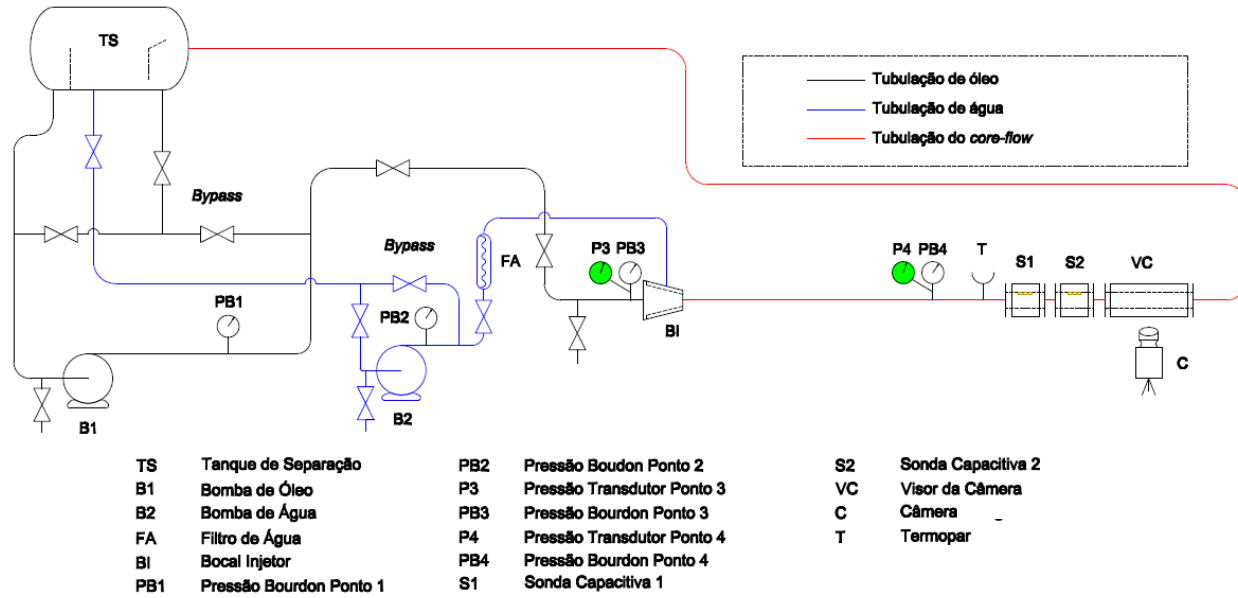 TS
Tubulação de óleo
Tubulação de água
Tubulação do core-flow
Bypass
Bypass
FA
P3 PB3
P4 PB4 T S1 S2 VC
PB1
PB2
BI
C
B1
B2
TS Tanque de Separação
B1 Bomba de Óleo
B2 Bomba de Água
FA Filtro de Água
BI Bocal Injetor
PB1 Pressão Bourdon Ponto 1
PB2 Pressão Boudon Ponto 2
P3 Pressão Transdutor Ponto 3
PB3 Pressão Bourdon Ponto 3
P4 Pressão Transdutor Ponto 4
PB4 Pressão Bourdon Ponto 4
S1 Sonda Capacitiva 1
S2 Sonda Capacitiva 2
VC Visor da Câmera
C Câmera
T Termopar